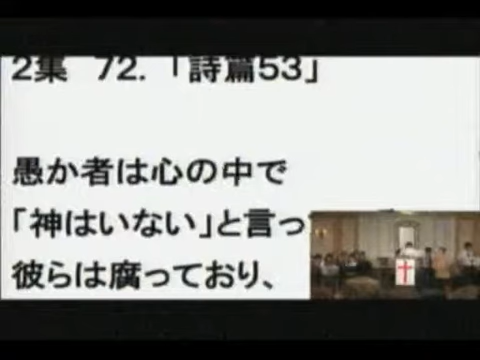 2集 72.「詩篇53」
愚か者は心の中で
「神はいない」と言っ
彼らは腐っており、